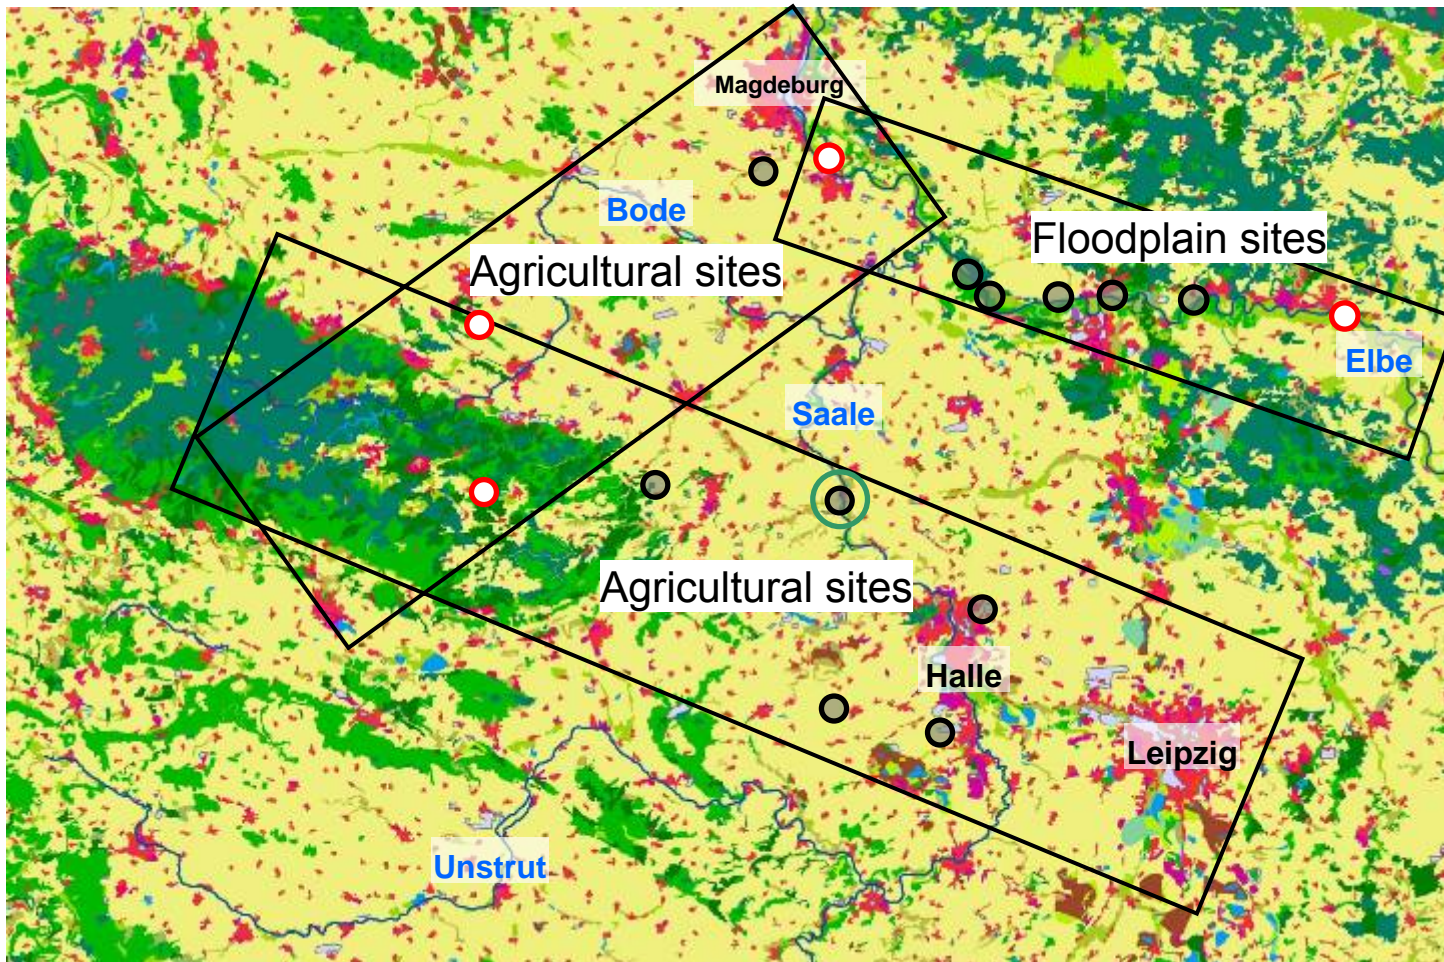 Magdeburg
Bode
Floodplain sites
Agricultural sites
Elbe
Saale
Agricultural sites
Halle
Leipzig
Unstrut